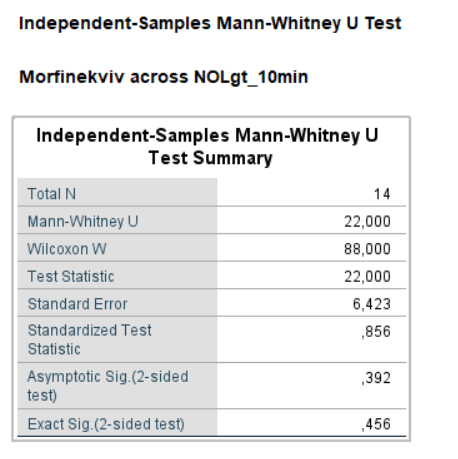 Independent-Samples Mann-Whitney U Test
Morfinekviv across NOLgt_10min
Independent-Samples Mann-Whitney U
Test Summary
Total N 14
Mann-Whitney U 22,000
Wilcoxon W 88,000
Test Statistic 22,000
Standard Error 6,423
Standardized Test ,856
Statistic
Asymptotic Sig.(2-sided ,392
test)
Exact Sig.(2-sided test) ,456